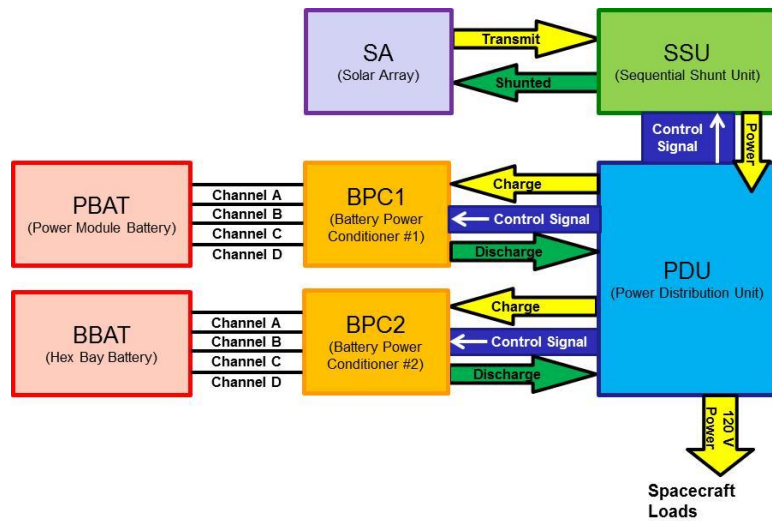 SA
(Solar Array)
Transmit
Shunted
SSU
(Sequential Shunt Unit)
Control
Signal
Power
PBAT
(Power Module Battery)
Channel A
Channel B
Channel C
Channel D
BPC1
(Battery Power
Conditioner #1)
Charge
Control Signal
Discharge
PDU
(Power Distribution Unit)
BBAT
(Hex Bay Battery)
Channel A
Channel B
Channel C
Channel D
BPC2
(Battery Power
Conditioner #2)
Charge
Control Signal
Discharge
120 V
Power
Spacecraft
Loads